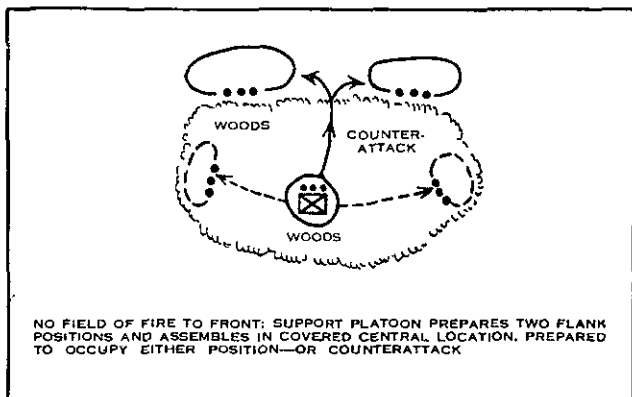 WOODS
COUNTER-
ATTACK
WOODS
NO FIELD OF FIRE TO FRONT: SUPPORT PLATOON PREPARES TWO FLANK
POSITIONS AND ASSEMBLES IN COVERED CENTRAL LOCATION, PREPARED
TO OCCUPY EITHER POSITION—OR COUNTERATTACK